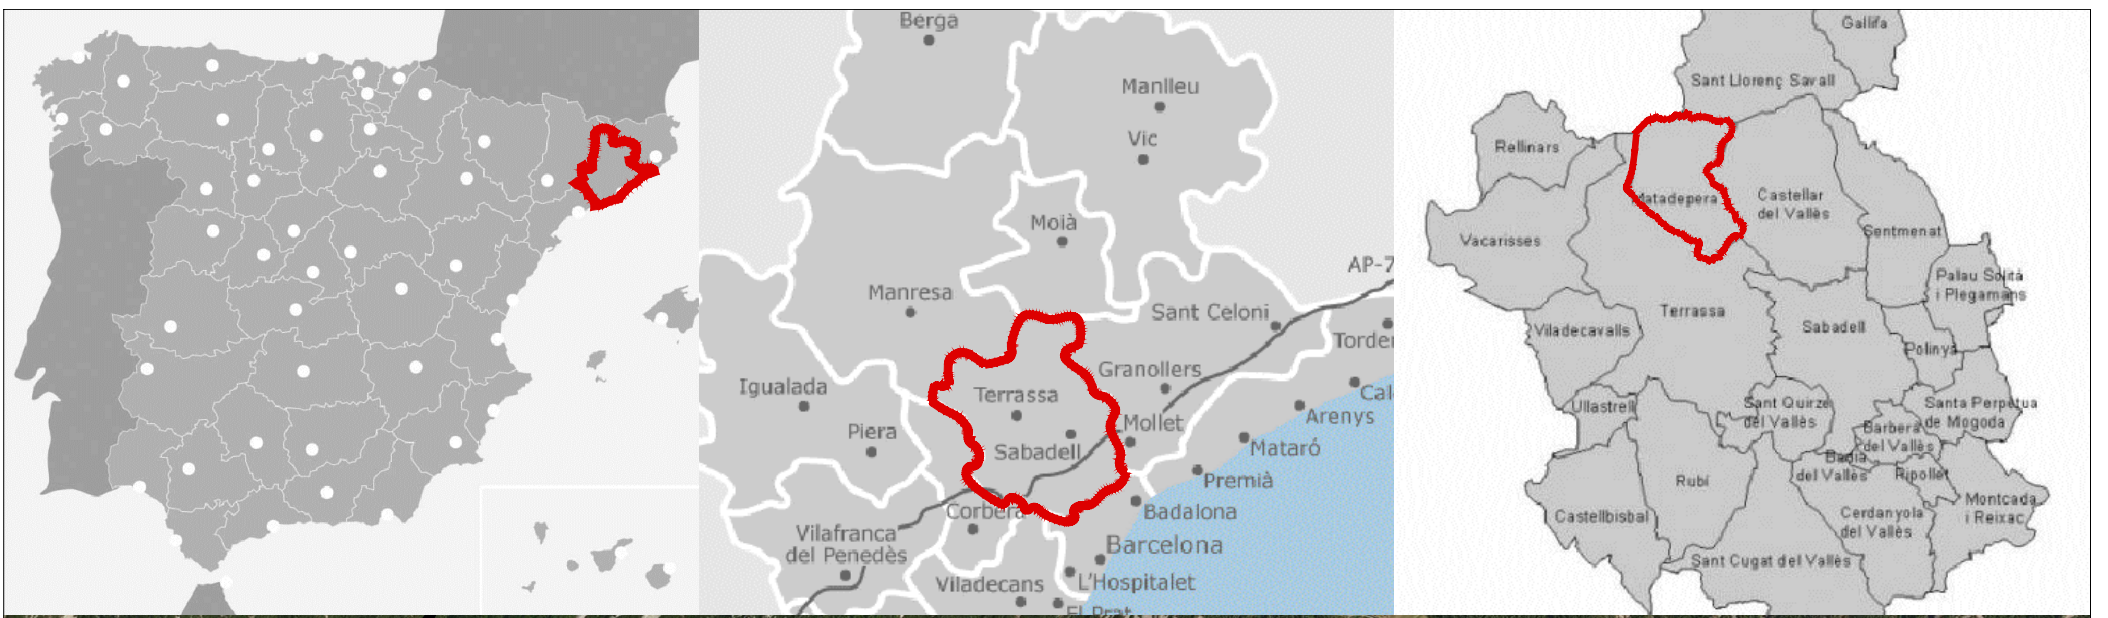 Berga
Manlleu
Vic
Moià
AP-7
Manresa
Sant Celoni
Granollers
Igualada
Terrassa
Arenys
Piera
Mollet
Sabadell
Mataró
Premià
Corbera
Badalona
Vilafranca
del Penedès
Barcelona
Viladecans
L'Hospitalet
El Prat
Gallifa
Sant Llorenç Savall
Rellinars
Matadepera
Castellar
del Vallès
Vacarisses
Sentmenat
Palau Solità
i Plegamans
Terrassa
Viladecavalls
Sabadell
Polinyà
Ullastrell
Sant Quirze
del Vallès
Santa Perpètua
de Mogoda
Barberà
del Vallès
Badia
del Vallès
Ripollet
Rubí
Montcada
i Reixac
Castellbisbal
Cerdanyola
del Vallès
Sant Cugat del Vallès